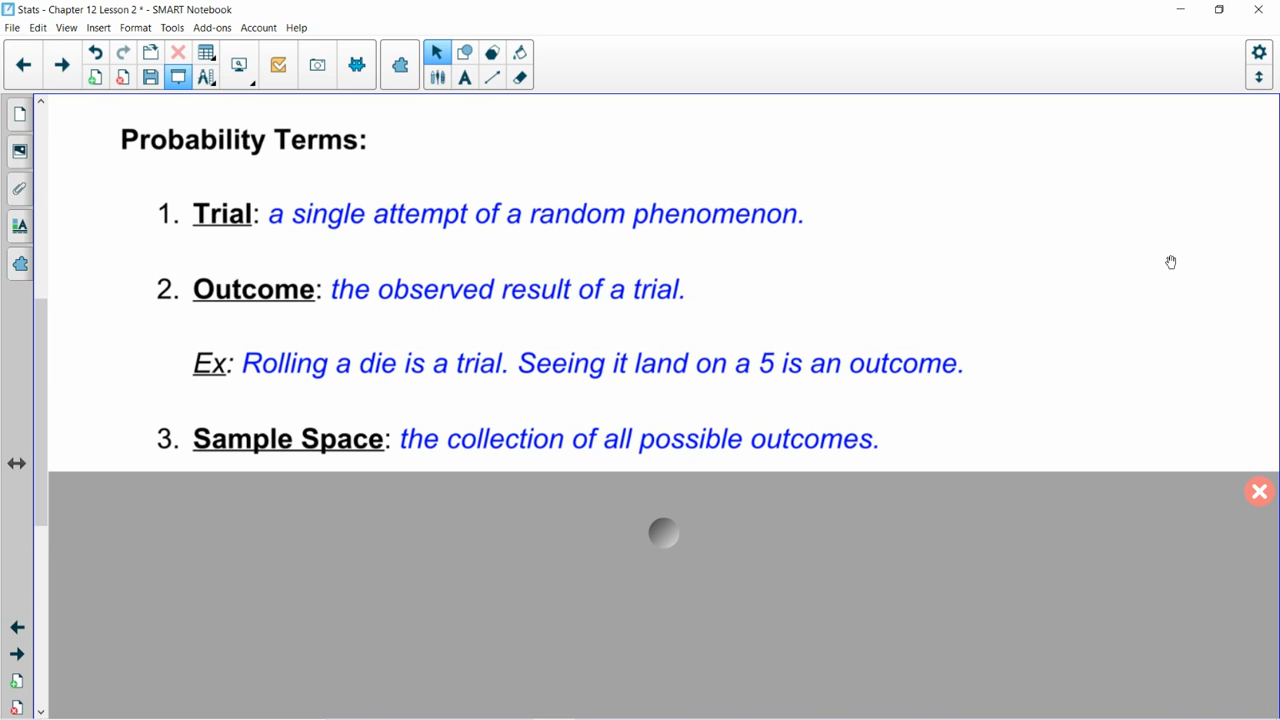 Stats - Chapter 12 Lesson 2 * - SMART Notebook
File Edit View Insert Format Tools Add-ons Account Help
Probability Terms:
1. Trial: a single attempt of a random phenomenon.
2. Outcome: the observed result of a trial.
Ex: Rolling a die is a trial. Seeing it land on a 5 is an outcome.
3. Sample Space: the collection of all possible outcomes.